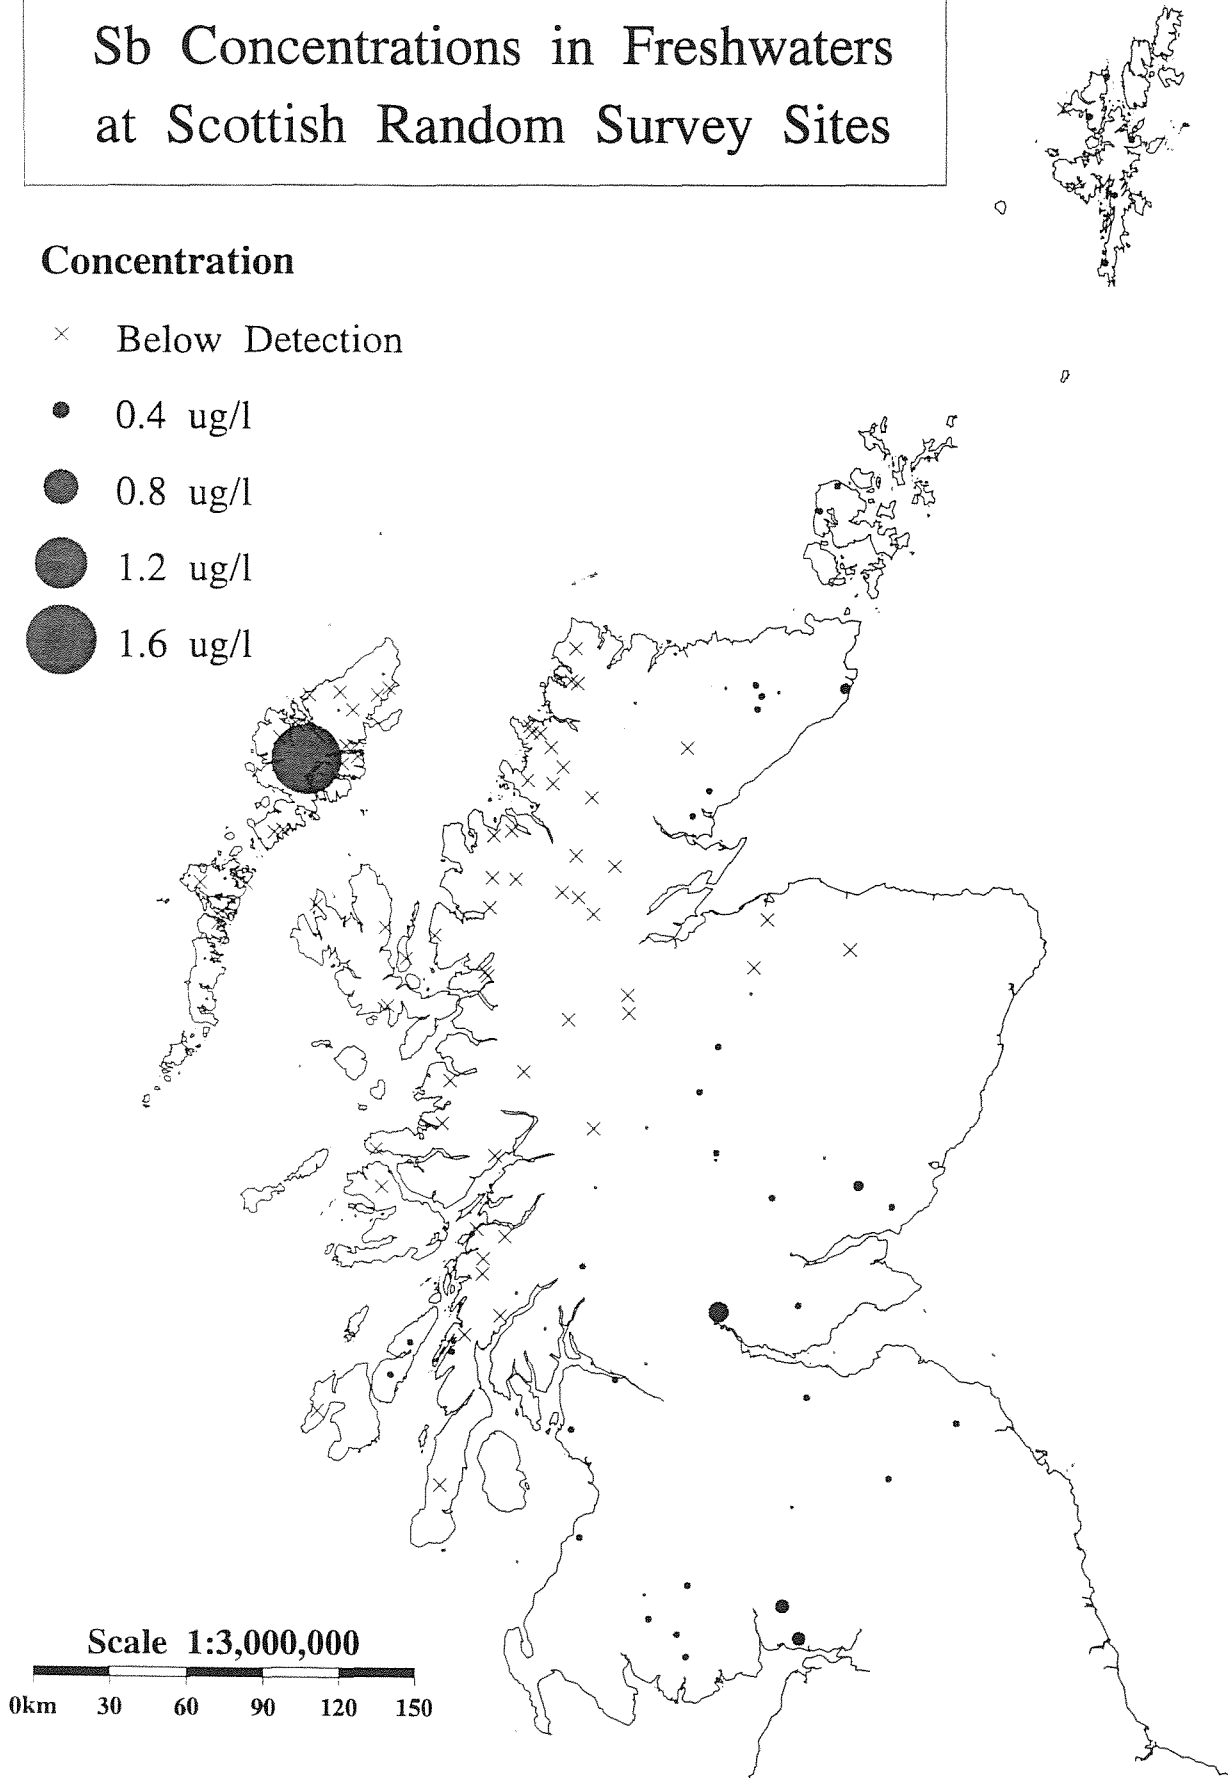 Sb Concentrations in Freshwaters
at Scottish Random Survey Sites
Concentration
Below Detection
0.4 ug/l
0.8 ug/l
1.2 ug/l
1.6 ug/l
Scale 1:3,000,000
0km 30 60 90 120 150